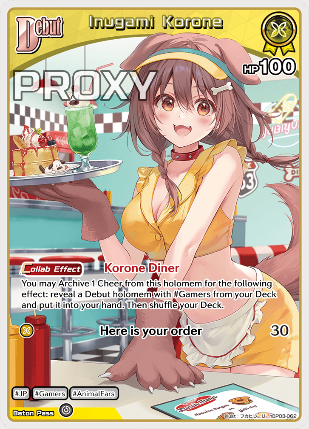 Debut
Inugami Korone
HP100
PROXY
Collab Effect
Korone Diner
You may Archive 1 Cheer from this holomem for the following
effect: reveal a Debut holomem with #Gamers from your Deck
and put it into your hand. Then shuffle your Deck.
Here is your order 30
#JP #Gamers #AnimalEars
Baton Pass